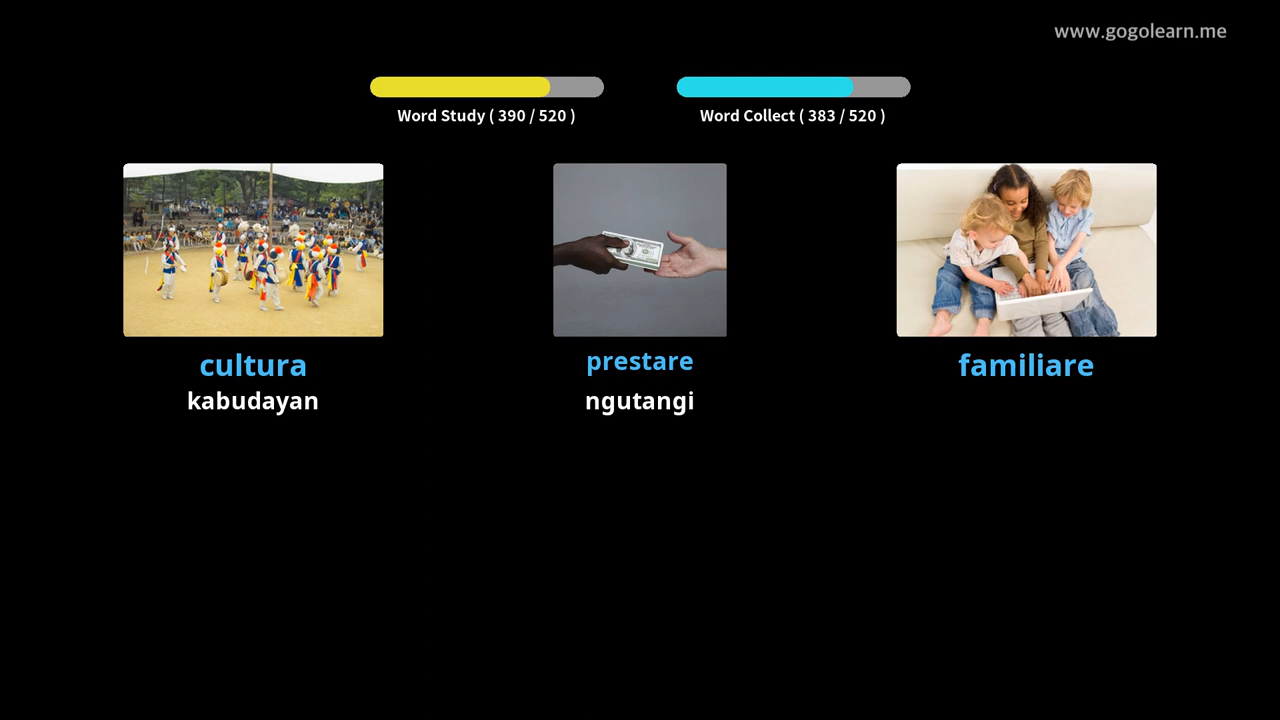 www.gogolearn.me
Word Study ( 390 / 520 )
Word Collect ( 383 / 520 )
cultura
kabudayan
prestare
ngutangi
familiare